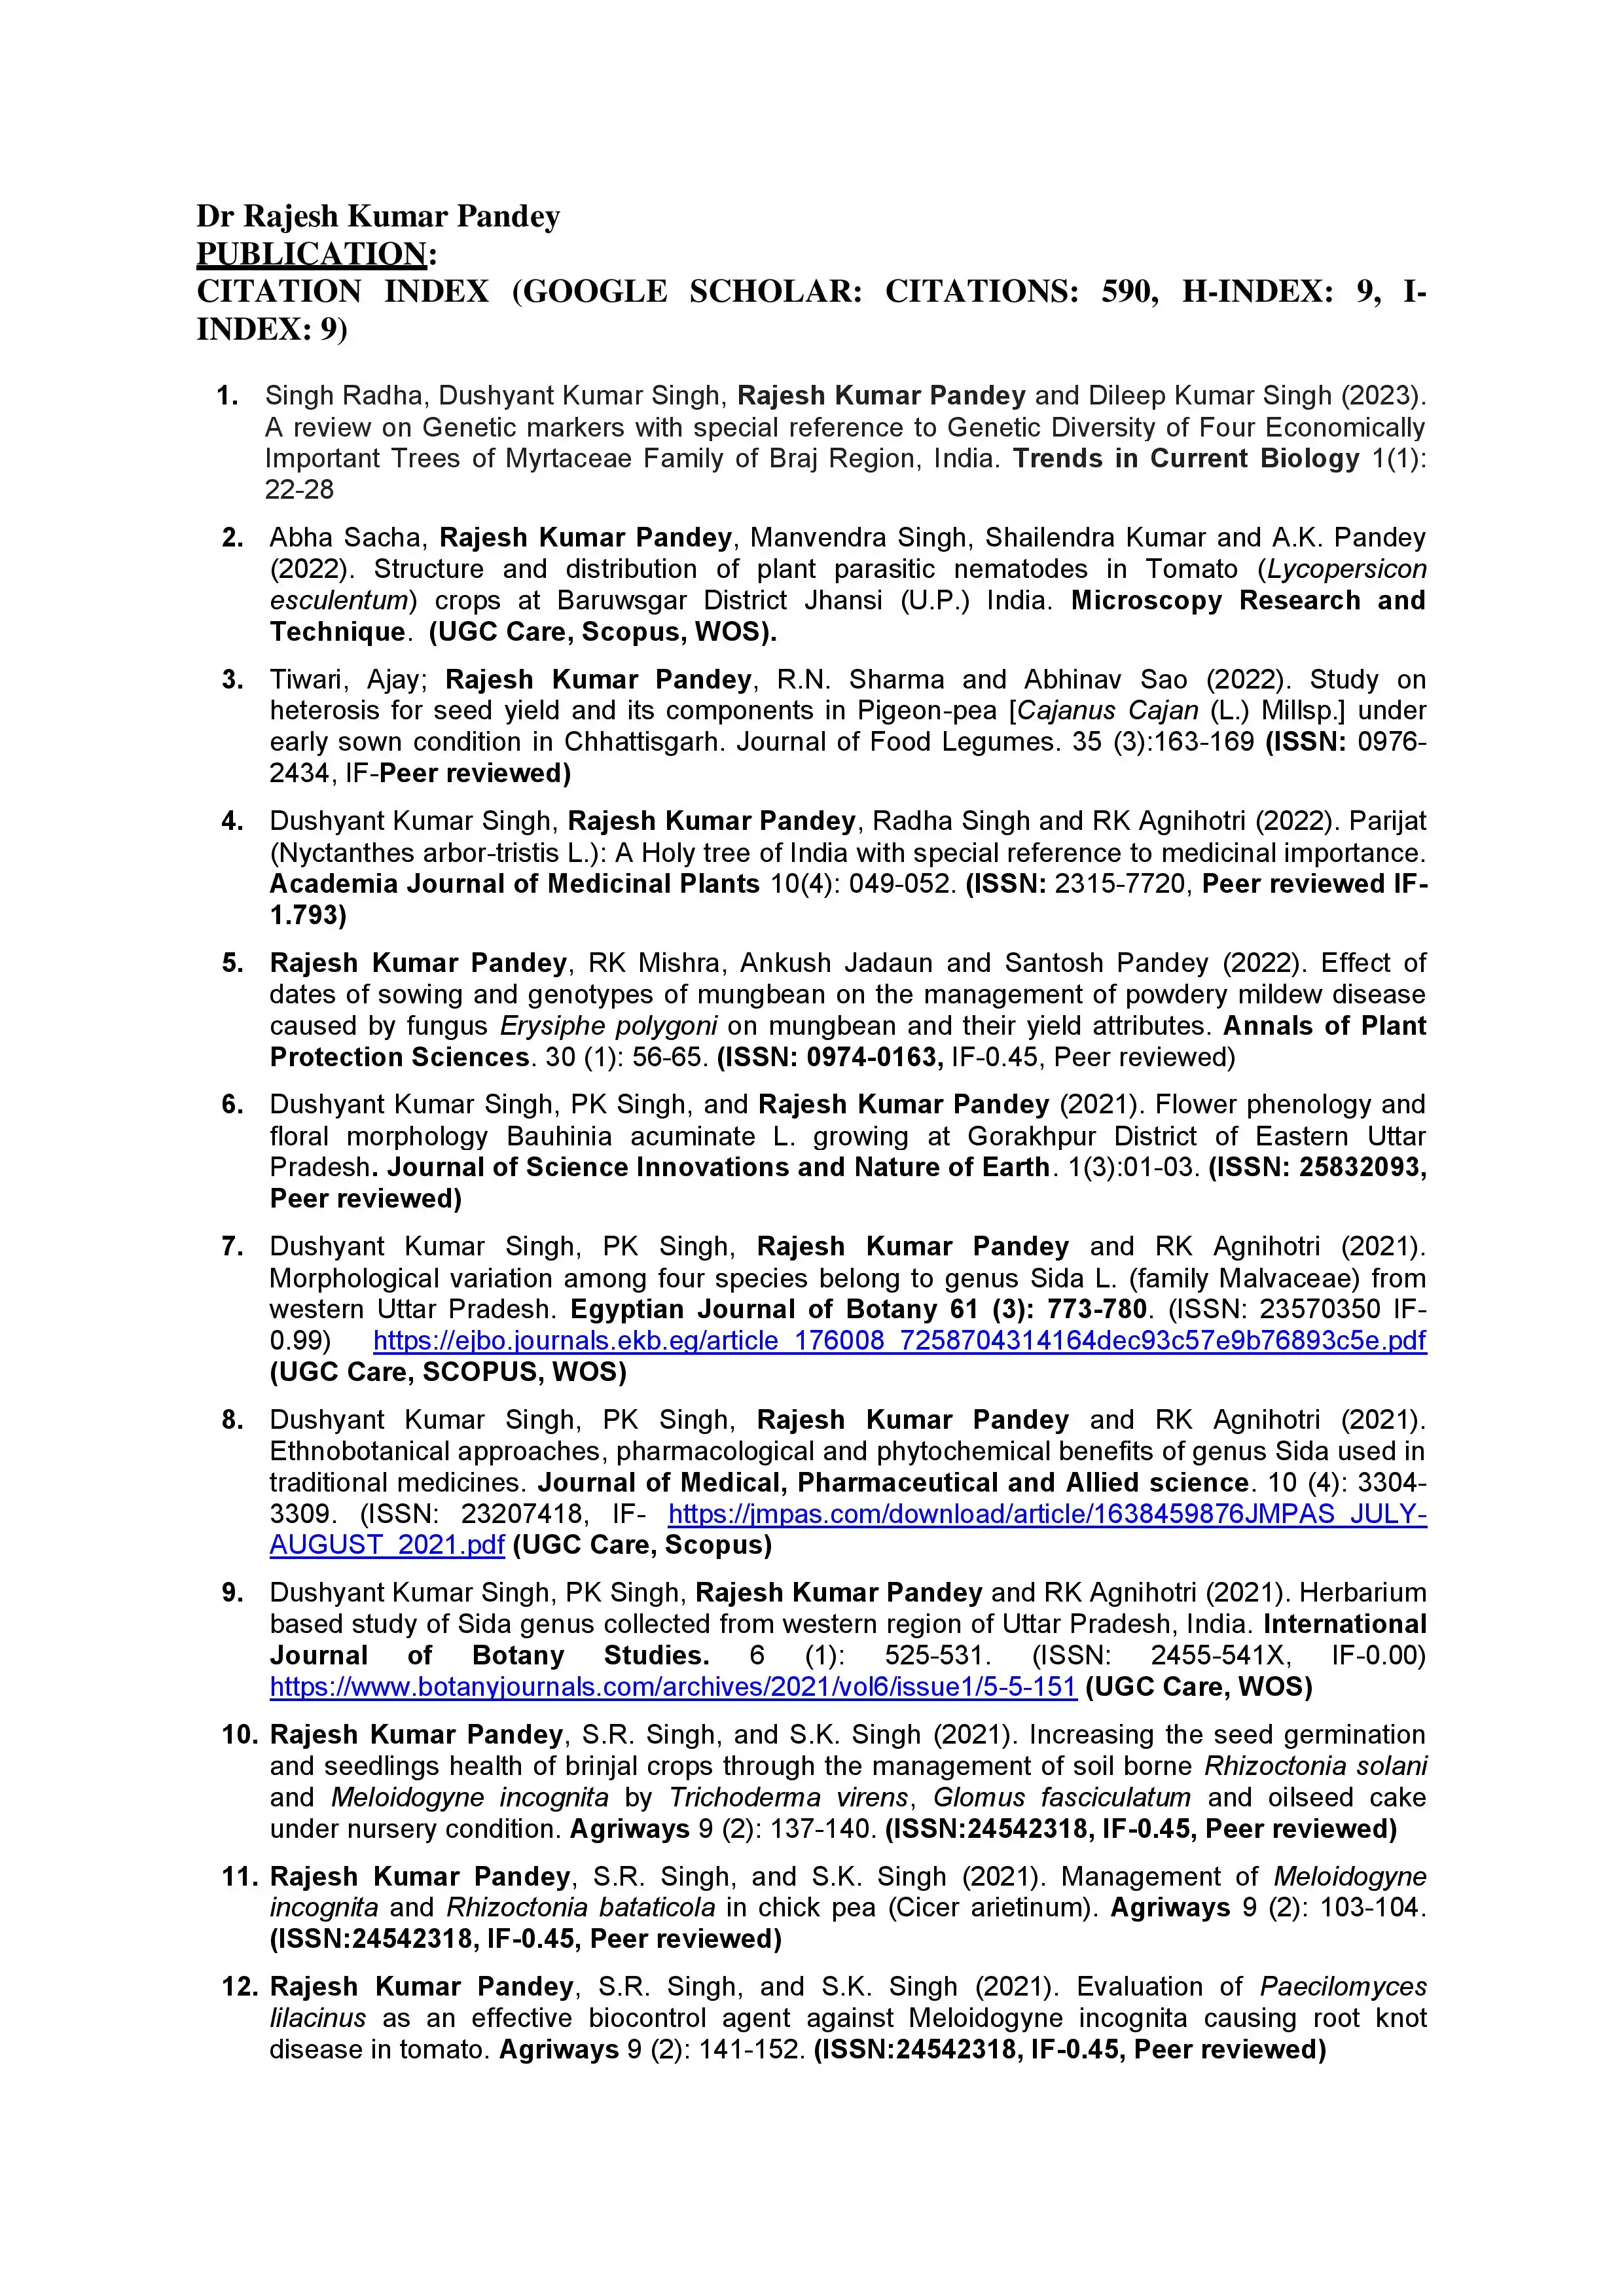 Dr Rajesh Kumar Pandey
PUBLICATION:
CITATION INDEX (GOOGLE SCHOLAR: CITATIONS: 590, H-INDEX: 9, I-
INDEX: 9)
1. Singh Radha, Dushyant Kumar Singh, Rajesh Kumar Pandey and Dileep Kumar Singh (2023).
A review on Genetic markers with special reference to Genetic Diversity of Four Economically
Important Trees of Myrtaceae Family of Braj Region, India. Trends in Current Biology 1(1):
22-28
2. Abha Sacha, Rajesh Kumar Pandey, Manvendra Singh, Shailendra Kumar and A.K. Pandey
(2022). Structure and distribution of plant parasitic nematodes in Tomato (Lycopersicon
esculentum) crops at Baruwsgar District Jhansi (U.P.) India. Microscopy Research and
Technique. (UGC Care, Scopus, WOS).
3. Tiwari, Ajay; Rajesh Kumar Pandey, R.N. Sharma and Abhinav Sao (2022). Study on
heterosis for seed yield and its components in Pigeon-pea [Cajanus Cajan (L.) Millsp.] under
early sown condition in Chhattisgarh. Journal of Food Legumes. 35 (3):163-169 (ISSN: 0976-
2434, IF-Peer reviewed)
4. Dushyant Kumar Singh, Rajesh Kumar Pandey, Radha Singh and RK Agnihotri (2022). Parijat
(Nyctanthes arbor-tristis L.): A Holy tree of India with special reference to medicinal importance.
Academia Journal of Medicinal Plants 10(4): 049-052. (ISSN: 2315-7720, Peer reviewed IF-
1.793)
5. Rajesh Kumar Pandey, RK Mishra, Ankush Jadaun and Santosh Pandey (2022). Effect of
dates of sowing and genotypes of mungbean on the management of powdery mildew disease
caused by fungus Erysiphe polygoni on mungbean and their yield attributes. Annals of Plant
Protection Sciences. 30 (1): 56-65. (ISSN: 0974-0163, IF-0.45, Peer reviewed)
6. Dushyant Kumar Singh, PK Singh, and Rajesh Kumar Pandey (2021). Flower phenology and
floral morphology Bauhinia acuminate L. growing at Gorakhpur District of Eastern Uttar
Pradesh. Journal of Science Innovations and Nature of Earth. 1(3):01-03. (ISSN: 25832093,
Peer reviewed)
7. Dushyant Kumar Singh, PK Singh, Rajesh Kumar Pandey and RK Agnihotri (2021).
Morphological variation among four species belong to genus Sida L. (family Malvaceae) from
western Uttar Pradesh. Egyptian Journal of Botany 61 (3): 773-780. (ISSN: 23570350 IF-
0.99) https://ejbo.journals.ekb.eg/article_176008_7258704314164dec93c57e9b76893c5e.pdf
(UGC Care, SCOPUS, WOS)
8. Dushyant Kumar Singh, PK Singh, Rajesh Kumar Pandey and RK Agnihotri (2021).
Ethnobotanical approaches, pharmacological and phytochemical benefits of genus Sida used in
traditional medicines. Journal of Medical, Pharmaceutical and Allied science. 10 (4): 3304-
3309. (ISSN: 23207418, IF- https://jmpas.com/download/article/1638459876JMPAS_JULY-
AUGUST_2021.pdf (UGC Care, Scopus)
9. Dushyant Kumar Singh, PK Singh, Rajesh Kumar Pandey and RK Agnihotri (2021). Herbarium
based study of Sida genus collected from western region of Uttar Pradesh, India. International
Journal of Botany Studies. 6 (1): 525-531. (ISSN: 2455-541X, IF-0.00)
https://www.botanyjournals.com/archives/2021/vol6/issue1/5-5-151 (UGC Care, WOS)
10. Rajesh Kumar Pandey, S.R. Singh, and S.K. Singh (2021). Increasing the seed germination
and seedlings health of brinjal crops through the management of soil borne Rhizoctonia solani
and Meloidogyne incognita by Trichoderma virens, Glomus fasciculatum and oilseed cake
under nursery condition. Agriways 9 (2): 137-140. (ISSN:24542318, IF-0.45, Peer reviewed)
11. Rajesh Kumar Pandey, S.R. Singh, and S.K. Singh (2021). Management of Meloidogyne
incognita and Rhizoctonia bataticola in chick pea (Cicer arietinum). Agriways 9 (2): 103-104.
(ISSN:24542318, IF-0.45, Peer reviewed)
12. Rajesh Kumar Pandey, S.R. Singh, and S.K. Singh (2021). Evaluation of Paecilomyces
lilacinus as an effective biocontrol agent against Meloidogyne incognita causing root knot
disease in tomato. Agriways 9 (2): 141-152. (ISSN:24542318, IF-0.45, Peer reviewed)